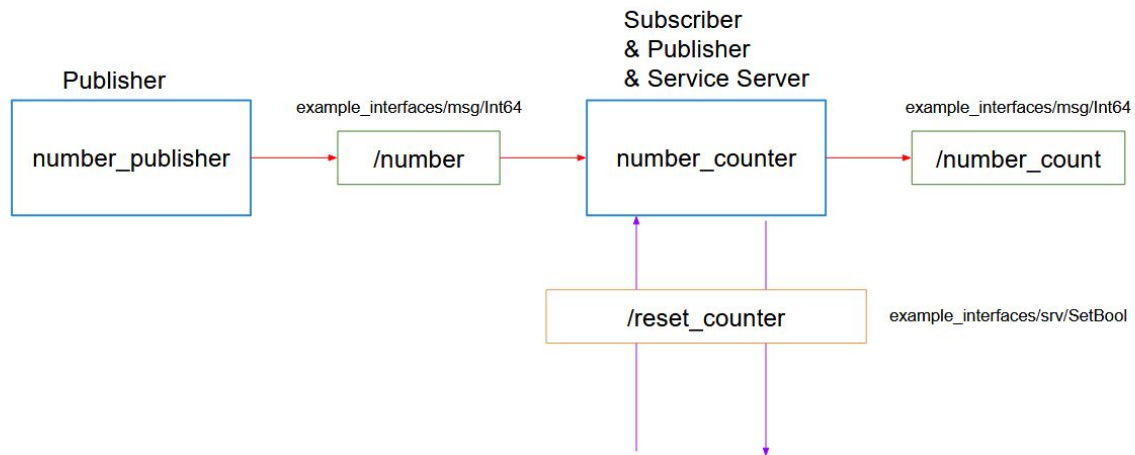 Publisher
number_publisher
example_interfaces/msg/Int64
/number
Subscriber
& Publisher
& Service Server
number_counter
example_interfaces/msg/Int64
/number_count
/reset_counter
example_interfaces/srv/SetBool